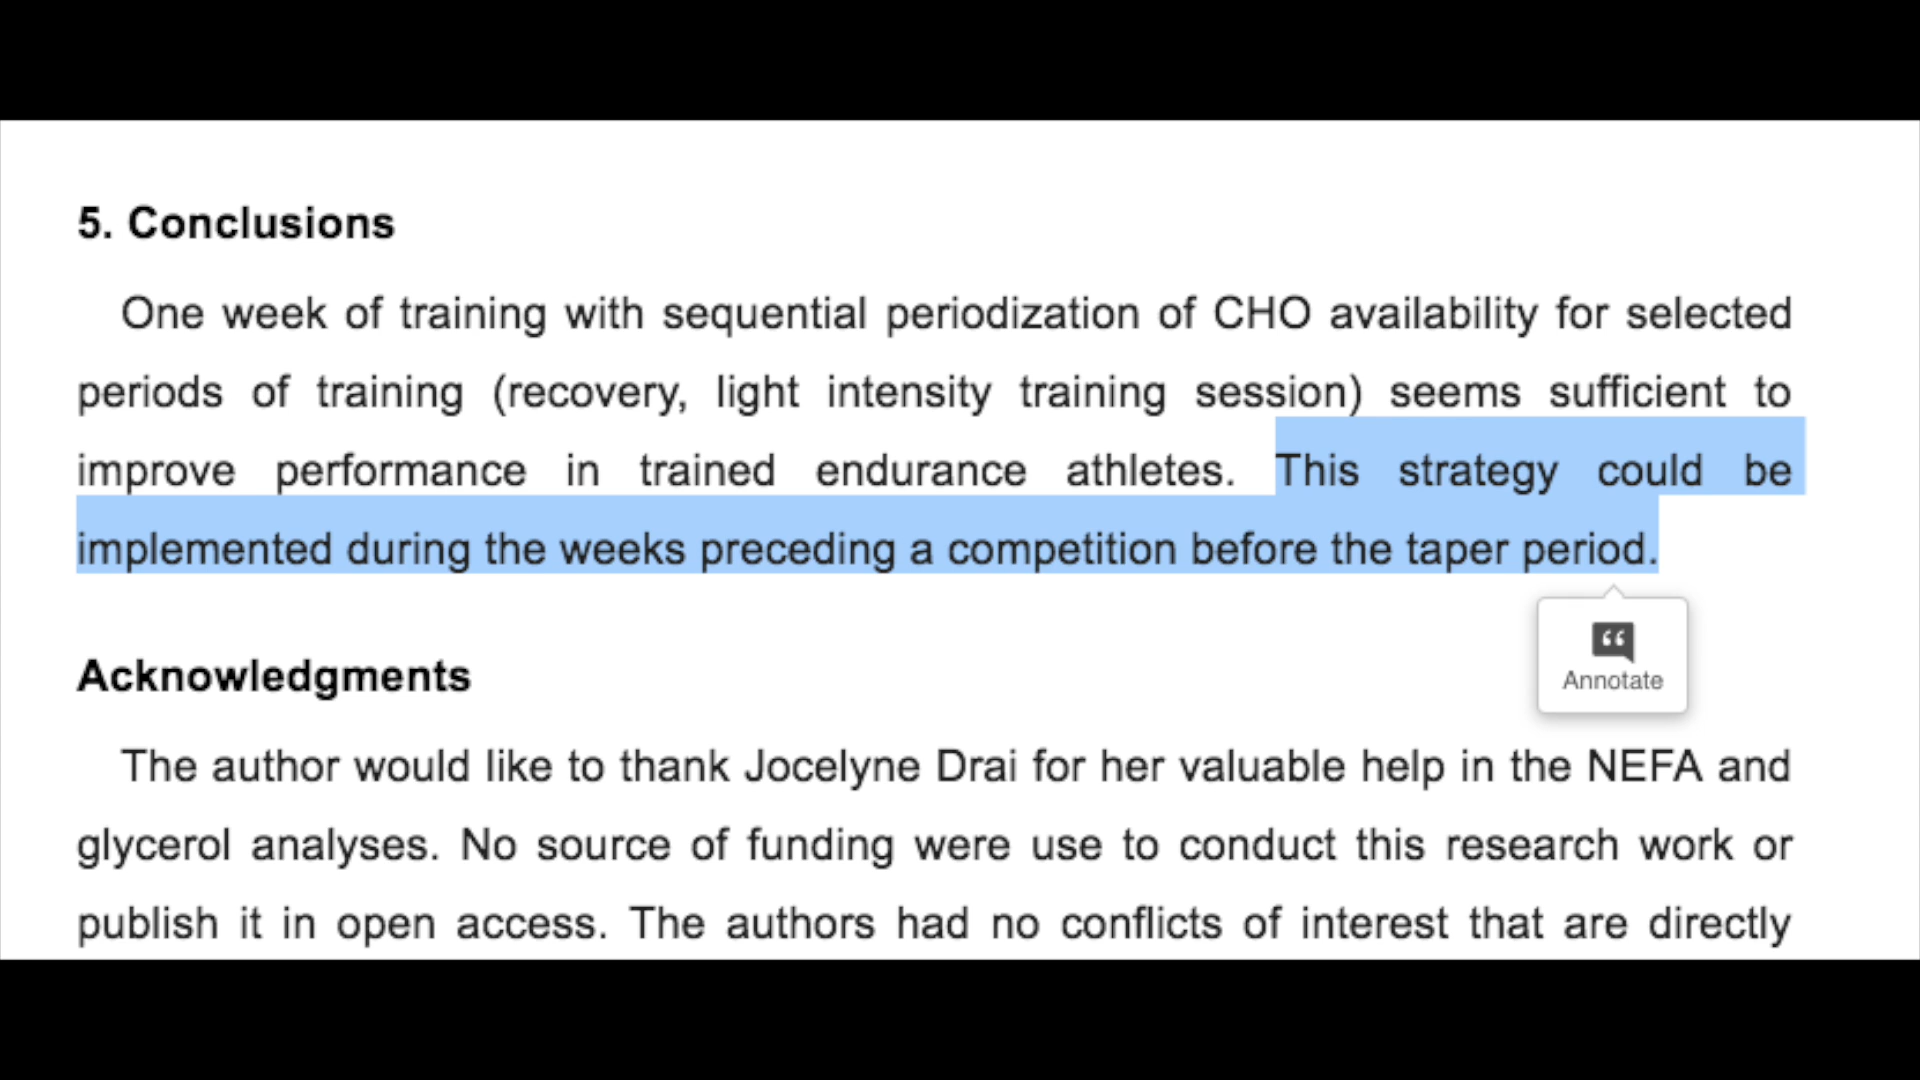 5. Conclusions
One week of training with sequential periodization of CHO availability for selected
periods of training (recovery, light intensity training session) seems sufficient to
improve performance in trained endurance athletes. This strategy could be
implemented during the weeks preceding a competition before the taper period.
Annotate
Acknowledgments
The author would like to thank Jocelyne Drai for her valuable help in the NEFA and
glycerol analyses. No source of funding were use to conduct this research work or
publish it in open access. The authors had no conflicts of interest that are directly